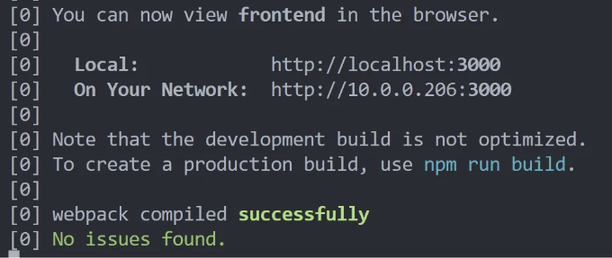 [0] You can now view frontend in the browser.
[0]
[0]   Local:            http://localhost:3000
[0]   On Your Network:  http://10.0.0.206:3000
[0]
[0] Note that the development build is not optimized.
[0] To create a production build, use npm run build.
[0]
[0] webpack compiled successfully
[0] No issues found.